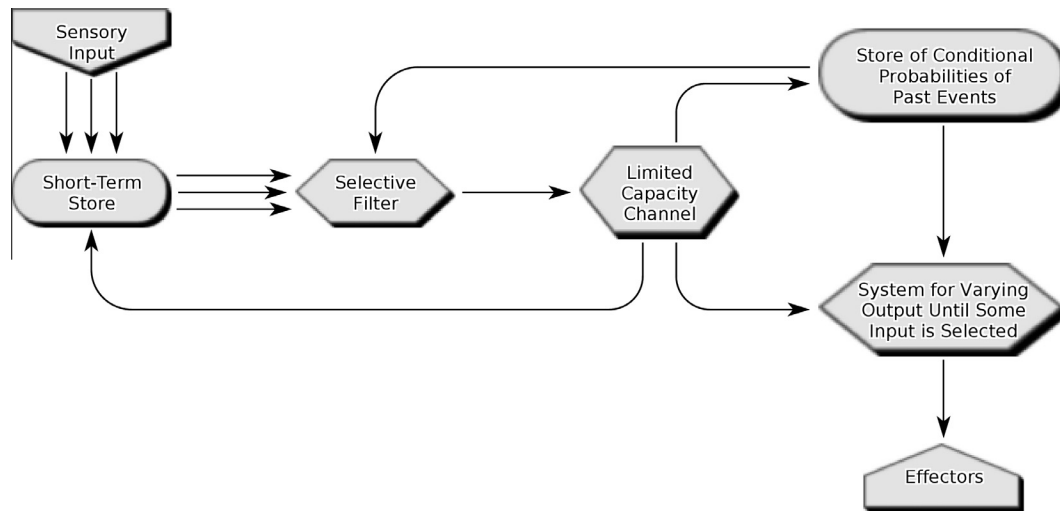 Sensory
Input
Store of Conditional
Probabilities of
Past Events
Short-Term
Store
Selective
Filter
Limited
Capacity
Channel
System for Varying
Output Until Some
Input is Selected
Effectors